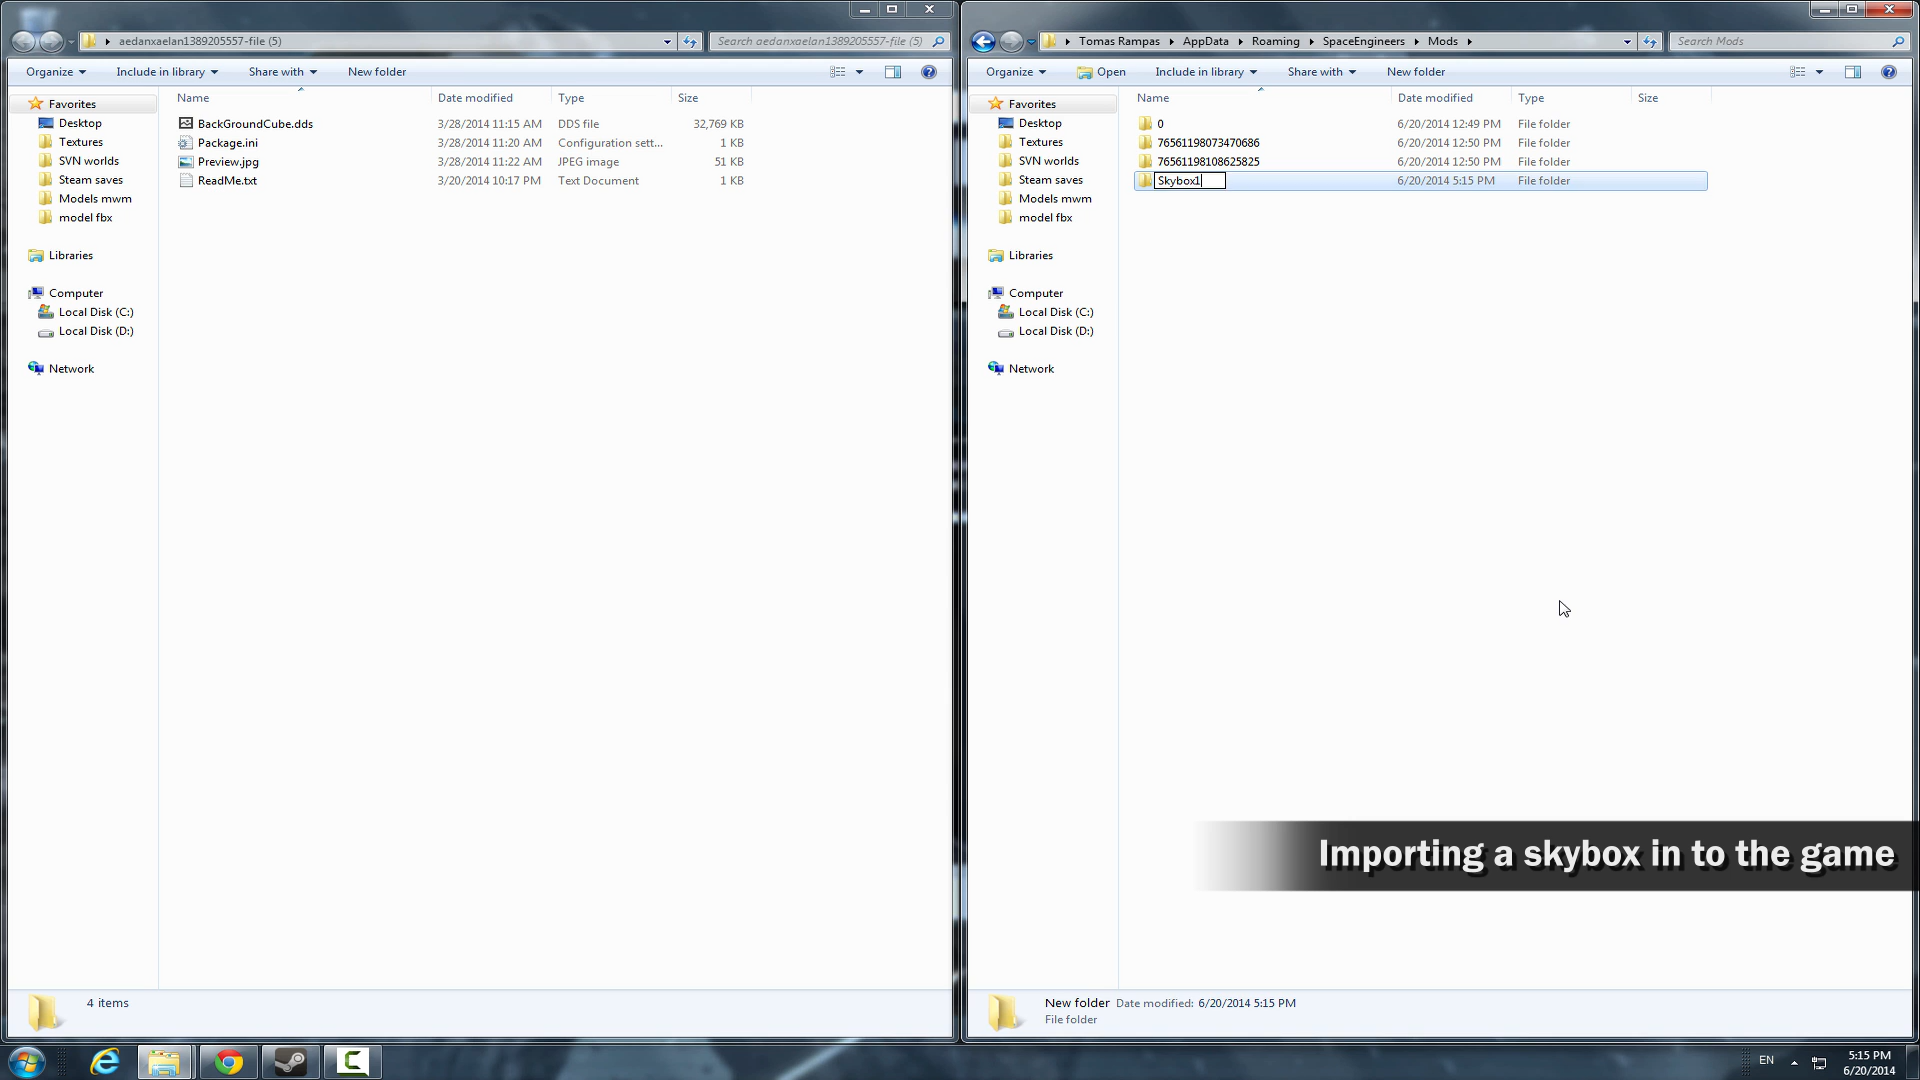 aedanxaelan1389205557-file (5)
Search aedanxaelan1389205557-file (5)
Organize
Include in library
Share with
New folder
Name
Date modified
Type
Size
Favorites
Desktop
Textures
SVN worlds
Steam saves
Models mwm
model fbx
Libraries
Computer
Local Disk (C:)
Local Disk (D:)
Network
BackGroundCube.dds 3/28/2014 11:15 AM DDS file 32,769 KB
Package.ini 3/28/2014 11:20 AM Configuration sett... 1 KB
Preview.jpg 3/28/2014 11:22 AM JPEG image 51 KB
ReadMe.txt 3/20/2014 10:17 PM Text Document 1 KB
4 items
Tomas Rampas AppData Roaming SpaceEngineers Mods
Search Mods
Organize
Open
Include in library
Share with
New folder
Name
Date modified
Type
Size
Favorites
Desktop
Textures
SVN worlds
Steam saves
Models mwm
model fbx
Libraries
Computer
Local Disk (C:)
Local Disk (D:)
Network
0 6/20/2014 12:49 PM File folder
76561198073470686 6/20/2014 12:50 PM File folder
76561198108625825 6/20/2014 12:50 PM File folder
Skybox1 6/20/2014 5:15 PM File folder
Importing a skybox in to the game
New folder Date modified: 6/20/2014 5:15 PM
File folder
EN
5:15 PM
6/20/2014